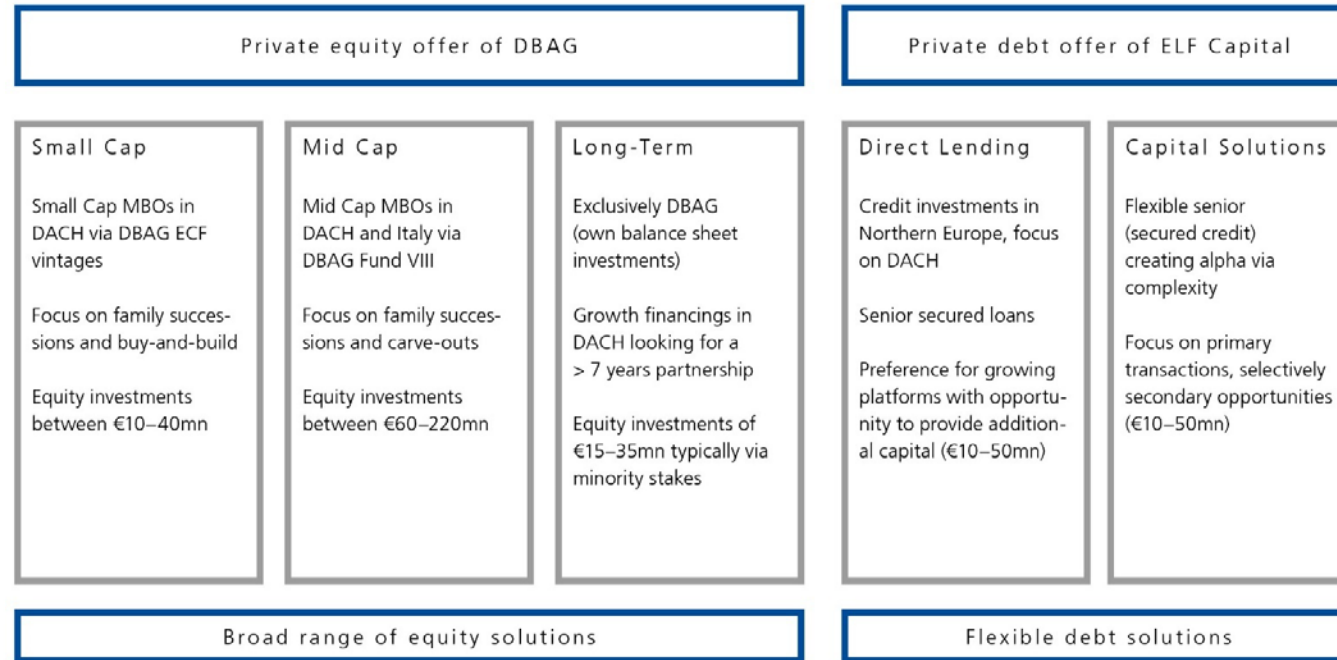 Private equity offer of DBAG
Private debt offer of ELF Capital
Small Cap
Small Cap MBOs in
DACH via DBAG ECF
vintages
Focus on family succes-
sions and buy-and-build
Equity investments
between €10–40mn
Mid Cap
Mid Cap MBOs in
DACH and Italy via
DBAG Fund VIII
Focus on family succes-
sions and carve-outs
Equity investments
between €60–220mn
Long-Term
Exclusively DBAG
(own balance sheet
investments)
Growth financings in
DACH looking for a
> 7 years partnership
Equity investments of
€15–35mn typically via
minority stakes
Direct Lending
Credit investments in
Northern Europe, focus
on DACH
Senior secured loans
Preference for growing
platforms with opportu-
nity to provide addition-
al capital (€10–50mn)
Capital Solutions
Flexible senior
(secured credit)
creating alpha via
complexity
Focus on primary
transactions, selectively
secondary opportunities
(€10–50mn)
Broad range of equity solutions
Flexible debt solutions